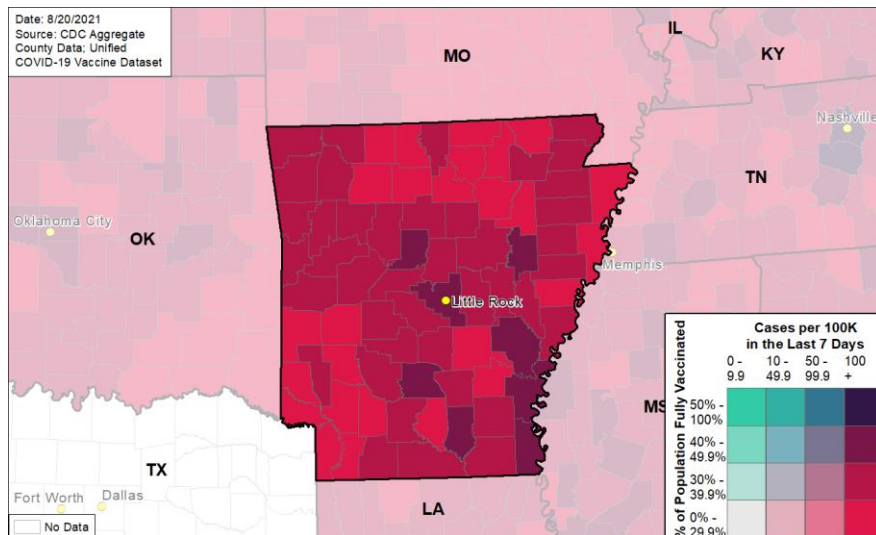 Date: 8/20/2021
Source: CDC Aggregate
County Data; Unified
COVID-19 Vaccine Dataset
IL
MO
KY
Nashville
TN
Oklahoma City
OK
Memphis
Little Rock
MS
TX
Fort Worth
Dallas
LA
No Data
Cases per 100K
in the Last 7 Days
0 - 9.9
10 - 49.9
50 - 99.9
100 +
% of Population Fully Vaccinated
50% - 100%
40% - 49.9%
30% - 39.9%
0% - 29.9%